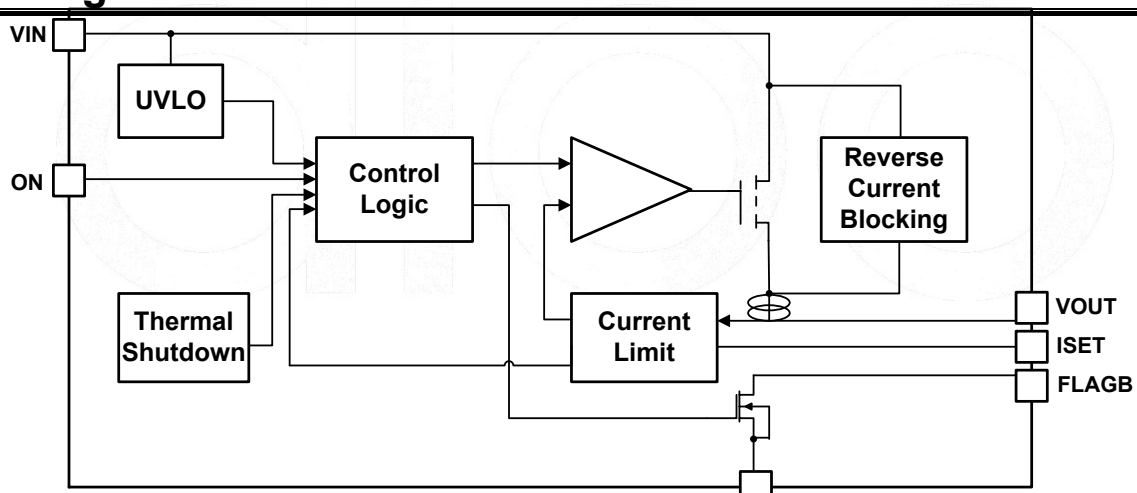 VIN
UVLO
ON
Control
Logic
Reverse
Current
Blocking
Thermal
Shutdown
Current
Limit
VOUT
ISET
FLAGB